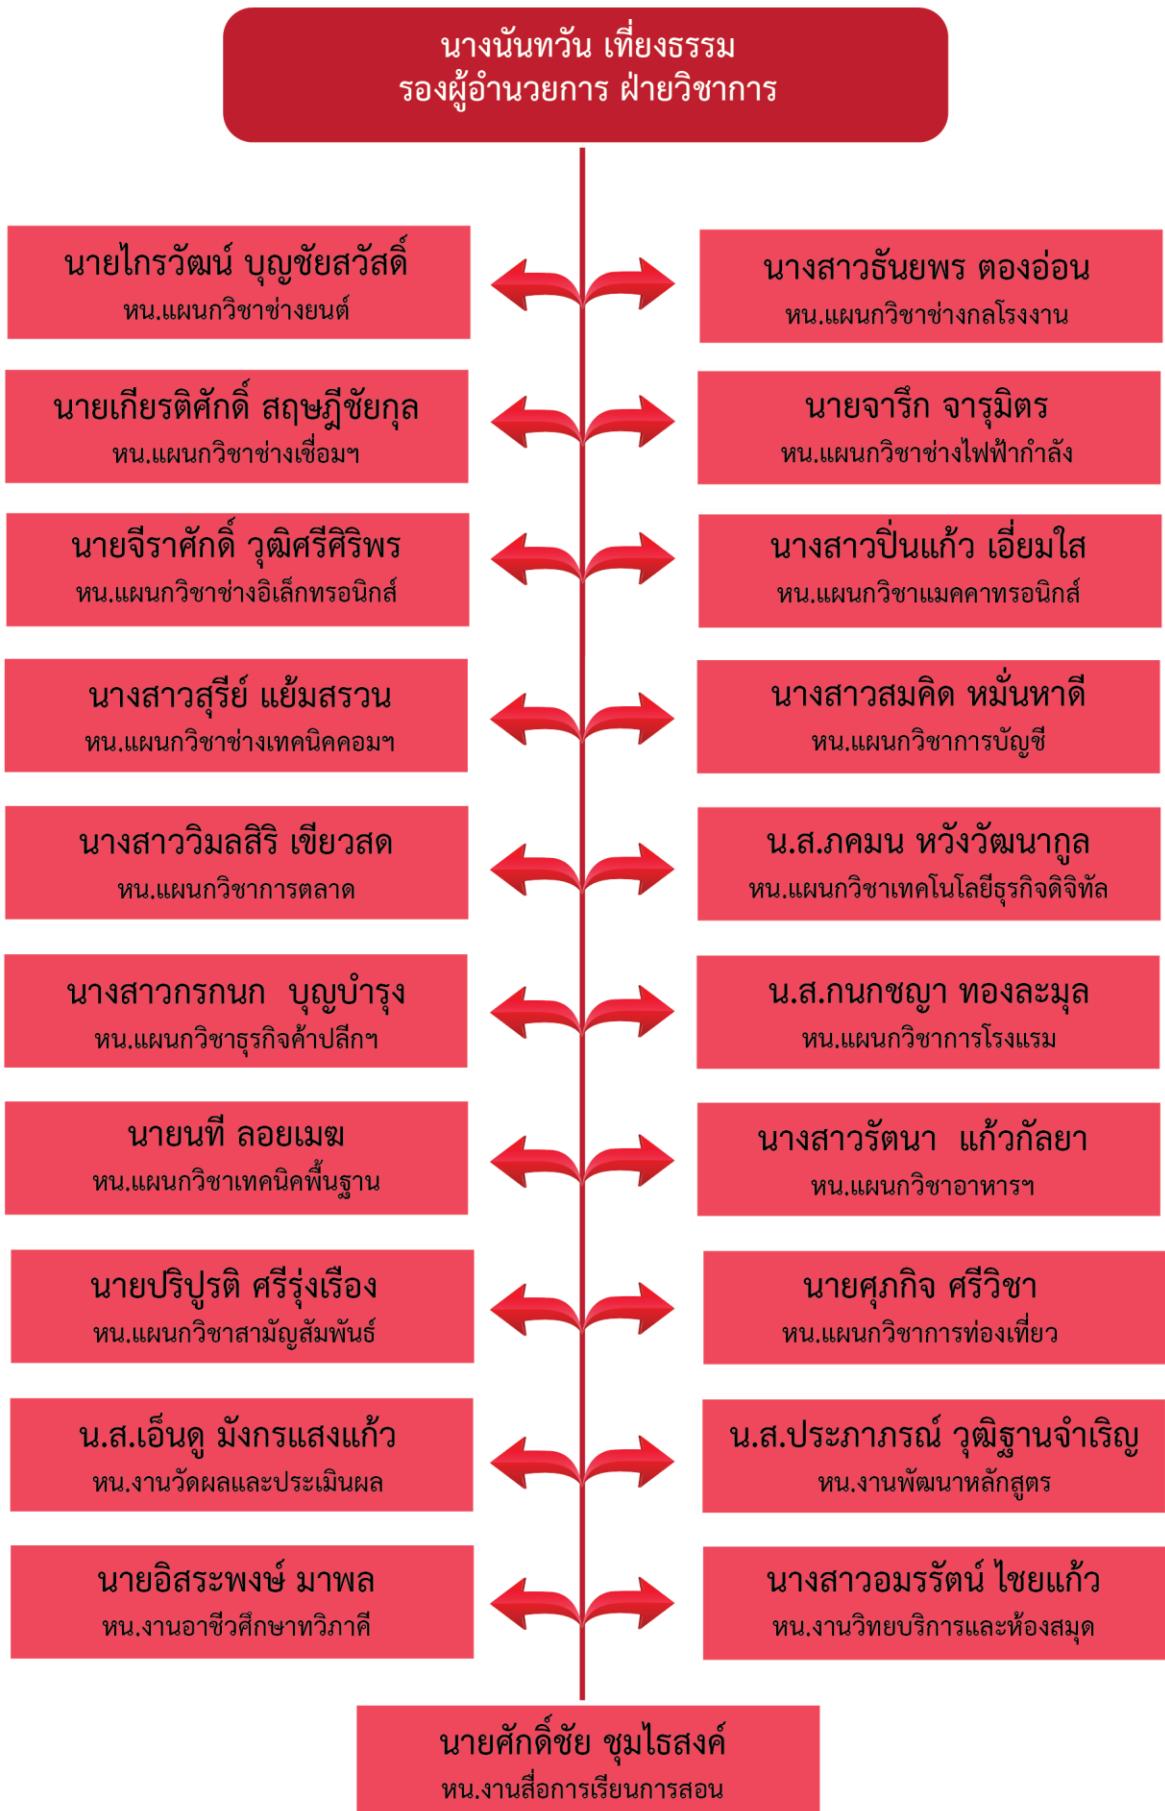 นางนันทวัน เที่ยงธรรม
รองผู้อำนวยการ ฝ่ายวิชาการ
นายไกรวัฒน์ บุญชัยสวัสดิ์
หน.แผนกวิชาช่างยนต์
นางสาวธันยพร ตองอ่อน
หน.แผนกวิชาช่างกลโรงงาน
นายเกียรติศักดิ์ สฤษฎีชัยกุล
หน.แผนกวิชาช่างเชื่อมฯ
นายจารึก จารุมิตร
หน.แผนกวิชาช่างไฟฟ้ากำลัง
นายจีราศักดิ์ วุฒิศรีศิริพร
หน.แผนกวิชาช่างอิเล็กทรอนิกส์
นางสาวปิ่นแก้ว เอี่ยมใส
หน.แผนกวิชาแมคคาทรอนิกส์
นางสาวสุรีย์ แย้มสรวน
หน.แผนกวิชาช่างเทคนิคคอมฯ
นางสาวสมคิด หมั่นหาดี
หน.แผนกวิชาการบัญชี
นางสาววิมลสิริ เขียวสด
หน.แผนกวิชาการตลาด
น.ส.ภคมน หวังวัฒนากูล
หน.แผนกวิชาเทคโนโลยีธุรกิจดิจิทัล
นางสาวกรกนก  บุญบำรุง
หน.แผนกวิชาธุรกิจค้าปลีกฯ
น.ส.กนกชญา ทองละมุล
หน.แผนกวิชาการโรงแรม
นายนที ลอยเมฆ
หน.แผนกวิชาเทคนิคพื้นฐาน
นางสาวรัตนา  แก้วกัลยา
หน.แผนกวิชาอาหารฯ
นายปริปูรติ ศรีรุ่งเรือง
หน.แผนกวิชาสามัญสัมพันธ์
นายศุภกิจ ศรีวิชา
หน.แผนกวิชาการท่องเที่ยว
น.ส.เอ็นดู มังกรแสงแก้ว
หน.งานวัดผลและประเมินผล
น.ส.ประภาภรณ์ วุฒิฐานจำเริญ
หน.งานพัฒนาหลักสูตร
นายอิสระพงษ์ มาพล
หน.งานอาชีวศึกษาทวิภาคี
นางสาวอมรรัตน์ ไชยแก้ว
หน.งานวิทยบริการและห้องสมุด
นายศักดิ์ชัย ชุมไธสงค์
หน.งานสื่อการเรียนการสอน